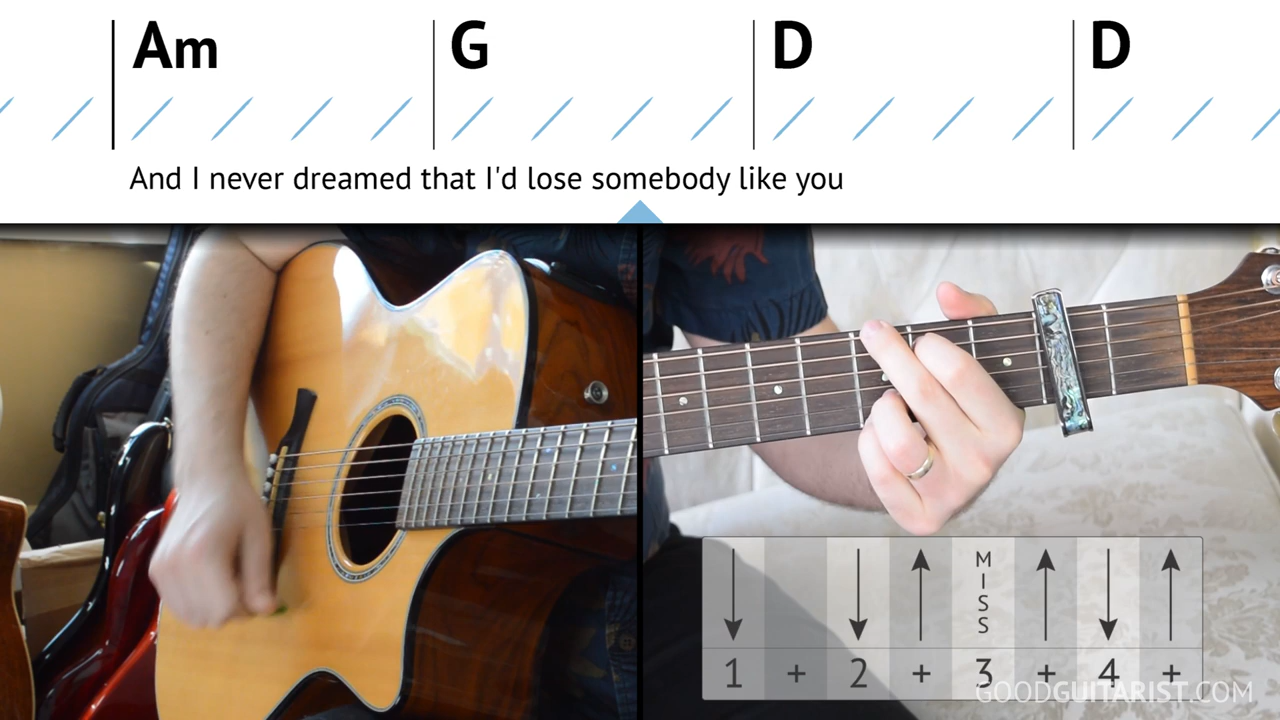 Am G D D
And I never dreamed that I'd lose somebody like you
MISS
1 + 2 + 3 + 4 +
GOODGUITARIST.COM